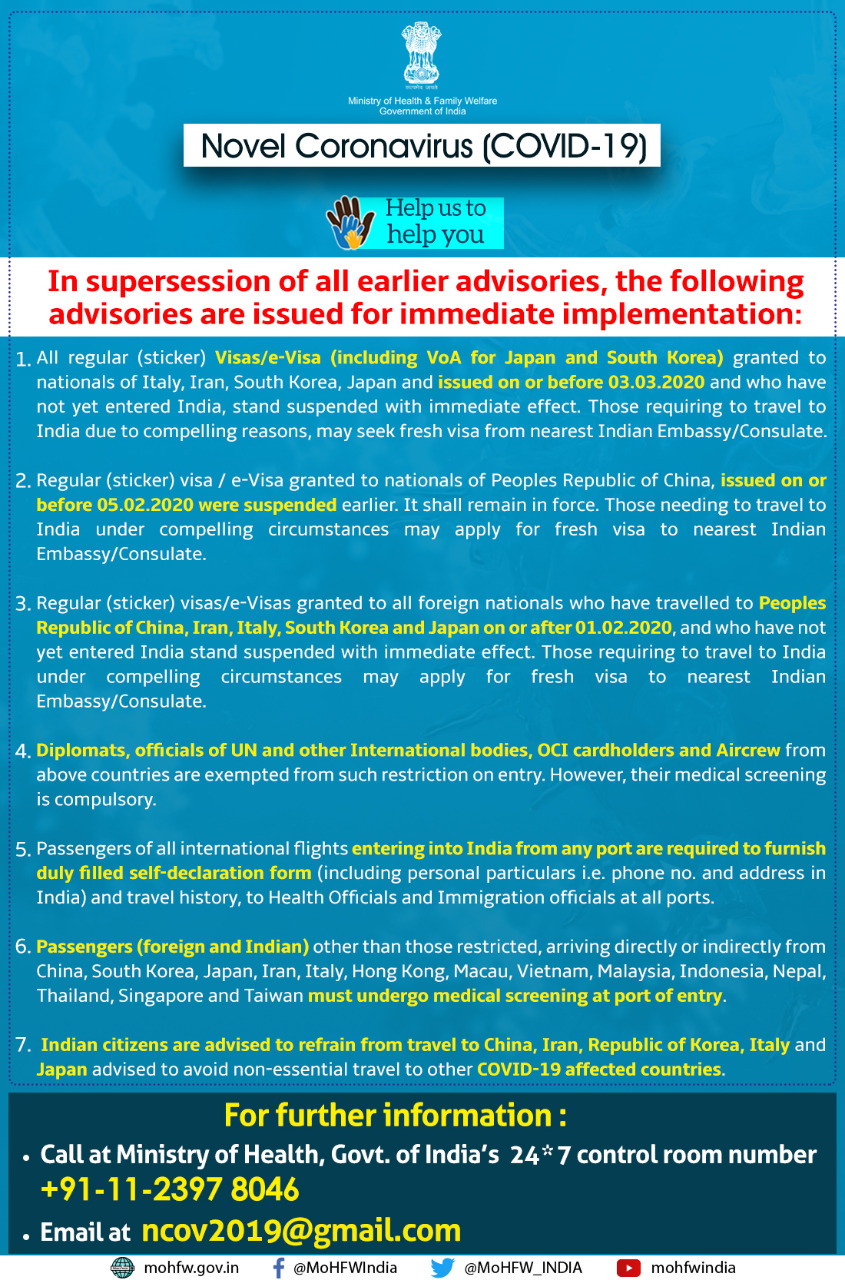 Ministry of Health & Family Welfare
Government of India
Novel Coronavirus (COVID-19)
Help us to
help you
In supersession of all earlier advisories, the following
advisories are issued for immediate implementation:
1. All regular (sticker) Visas/e-Visa (including VoA for Japan and South Korea) granted to
nationals of Italy, Iran, South Korea, Japan and issued on or before 03.03.2020 and who have
not yet entered India, stand suspended with immediate effect. Those requiring to travel to
India due to compelling reasons, may seek fresh visa from nearest Indian Embassy/Consulate.
2. Regular (sticker) visa / e-Visa granted to nationals of Peoples Republic of China, issued on or
before 05.02.2020 were suspended earlier. It shall remain in force. Those needing to travel to
India under compelling circumstances may apply for fresh visa to nearest Indian
Embassy/Consulate.
3. Regular (sticker) visas/e-Visas granted to all foreign nationals who have travelled to Peoples
Republic of China, Iran, Italy, South Korea and Japan on or after 01.02.2020, and who have not
yet entered India stand suspended with immediate effect. Those requiring to travel to India
under compelling circumstances may apply for fresh visa to nearest Indian
Embassy/Consulate.
4. Diplomats, officials of UN and other International bodies, OCI cardholders and Aircrew from
above countries are exempted from such restriction on entry. However, their medical screening
is compulsory.
5. Passengers of all international flights entering into India from any port are required to furnish
duly filled self-declaration form (including personal particulars i.e. phone no. and address in
India) and travel history, to Health Officials and Immigration officials at all ports.
6. Passengers (foreign and Indian) other than those restricted, arriving directly or indirectly from
China, South Korea, Japan, Iran, Italy, Hong Kong, Macau, Vietnam, Malaysia, Indonesia, Nepal,
Thailand, Singapore and Taiwan must undergo medical screening at port of entry.
7. Indian citizens are advised to refrain from travel to China, Iran, Republic of Korea, Italy and
Japan advised to avoid non-essential travel to other COVID-19 affected countries.
For further information :
• Call at Ministry of Health, Govt. of India's 24*7 control room number
+91-11-2397 8046
• Email at ncov2019@gmail.com
mohfw.gov.in @MoHFWIndia @MoHFW_INDIA mohfwindia